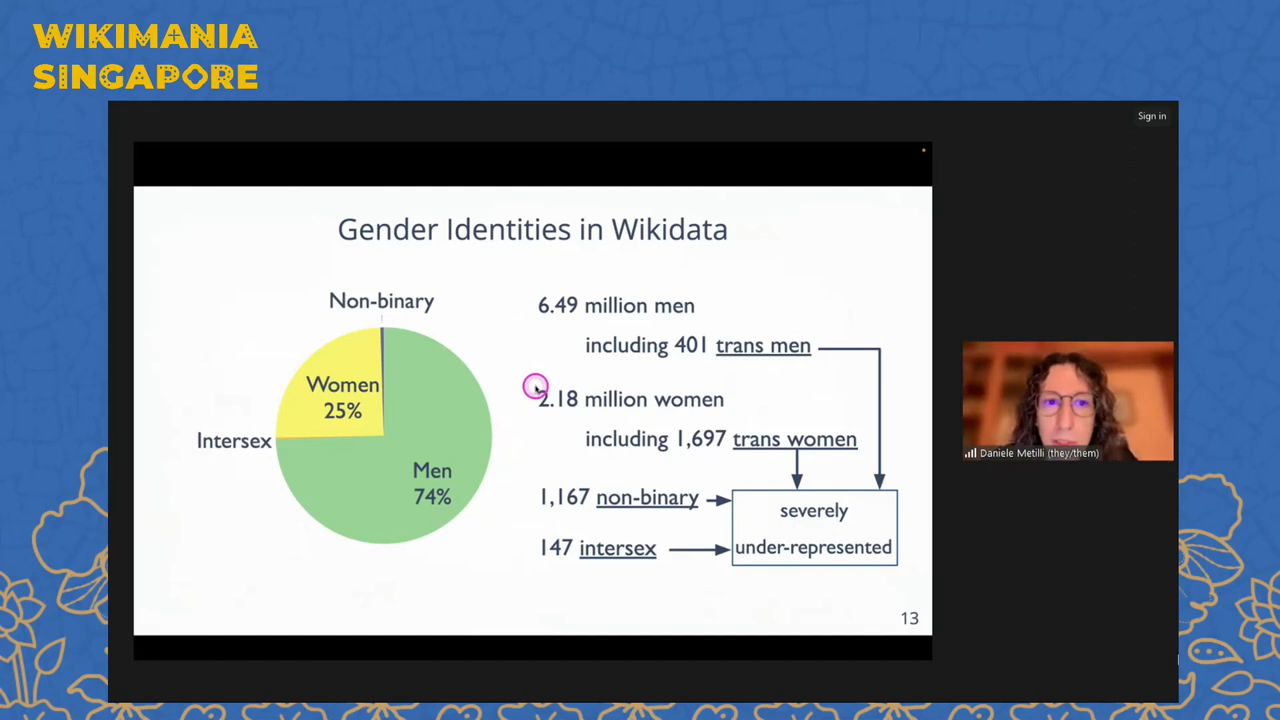 WIKIMANIA
SINGAPORE
Sign in
Gender Identities in Wikidata
Non-binary
Women
25%
Intersex
Men
74%
6.49 million men
including 401 trans men
2.18 million women
including 1,697 trans women
1,167 non-binary
147 intersex
severely
under-represented
13
Daniele Metilli (they/them)